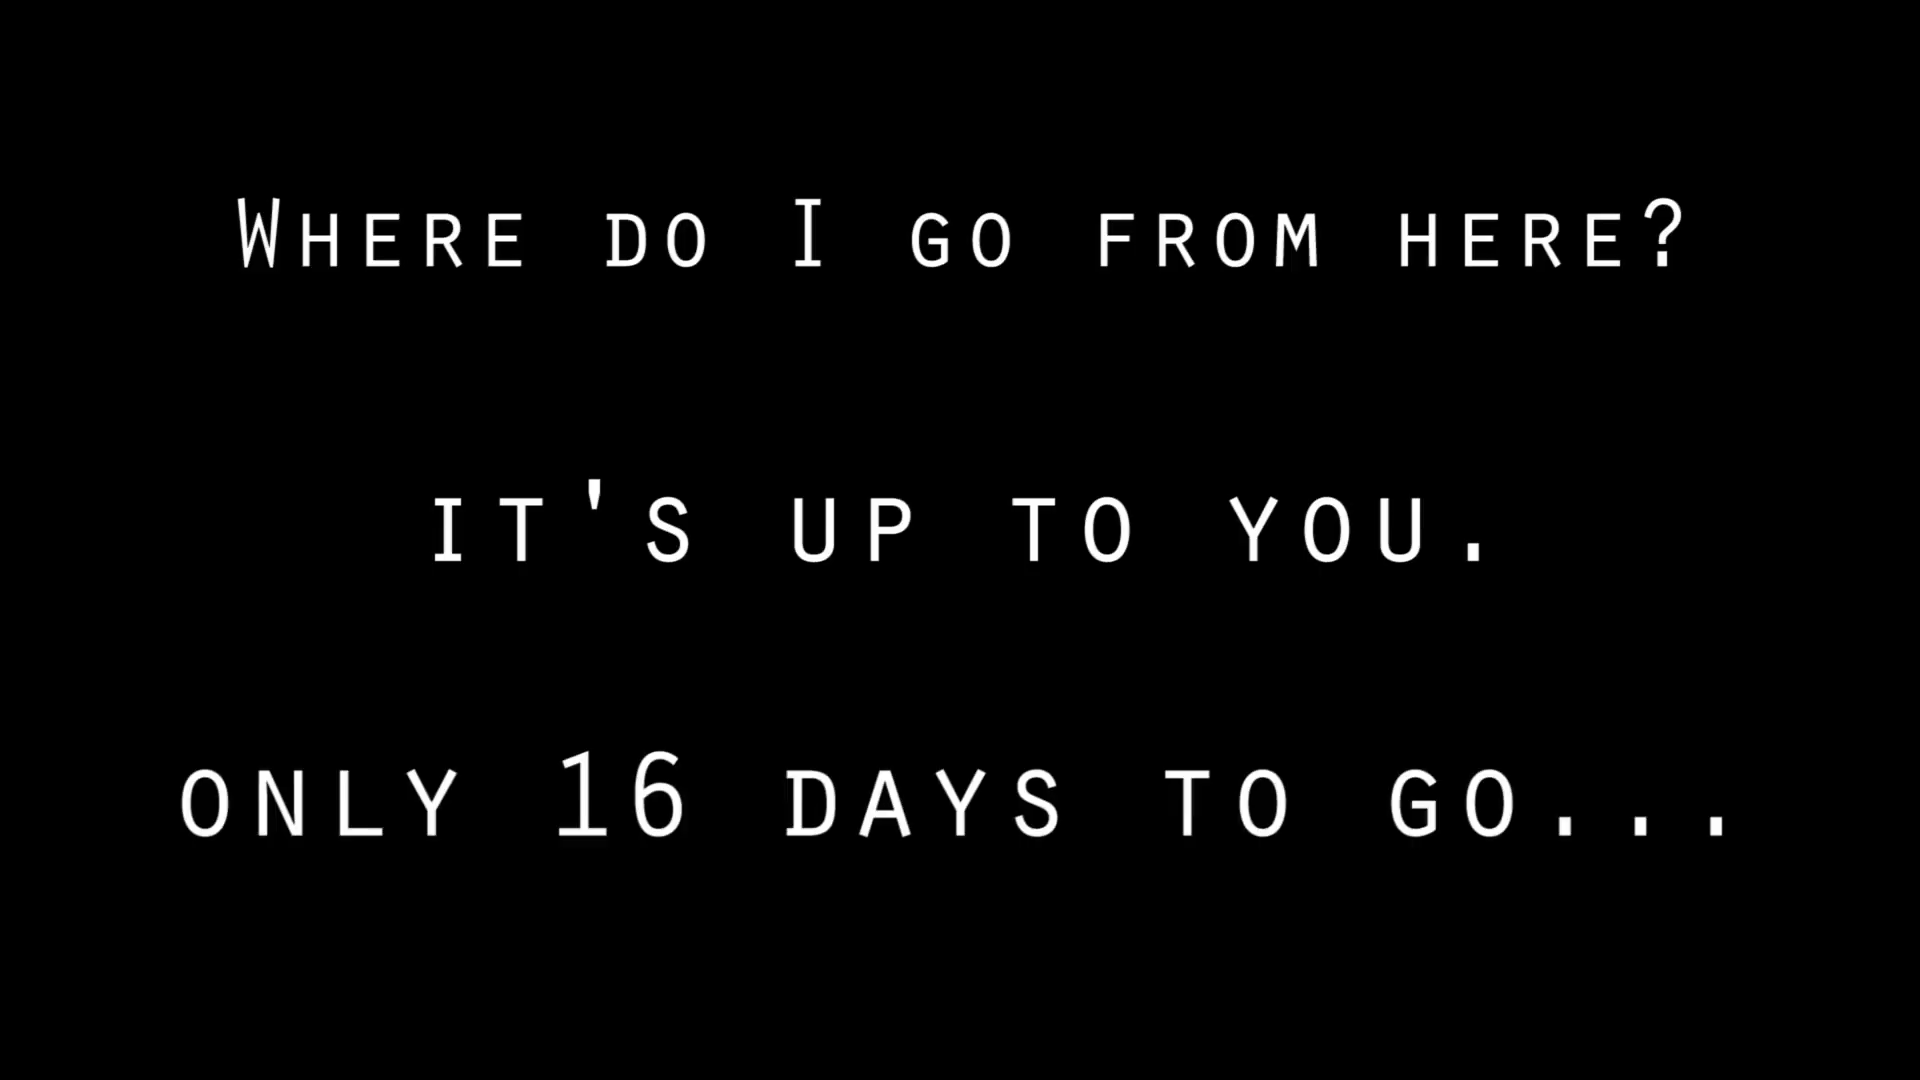 Where do I go from here?
it's up to you.
only 16 days to go...